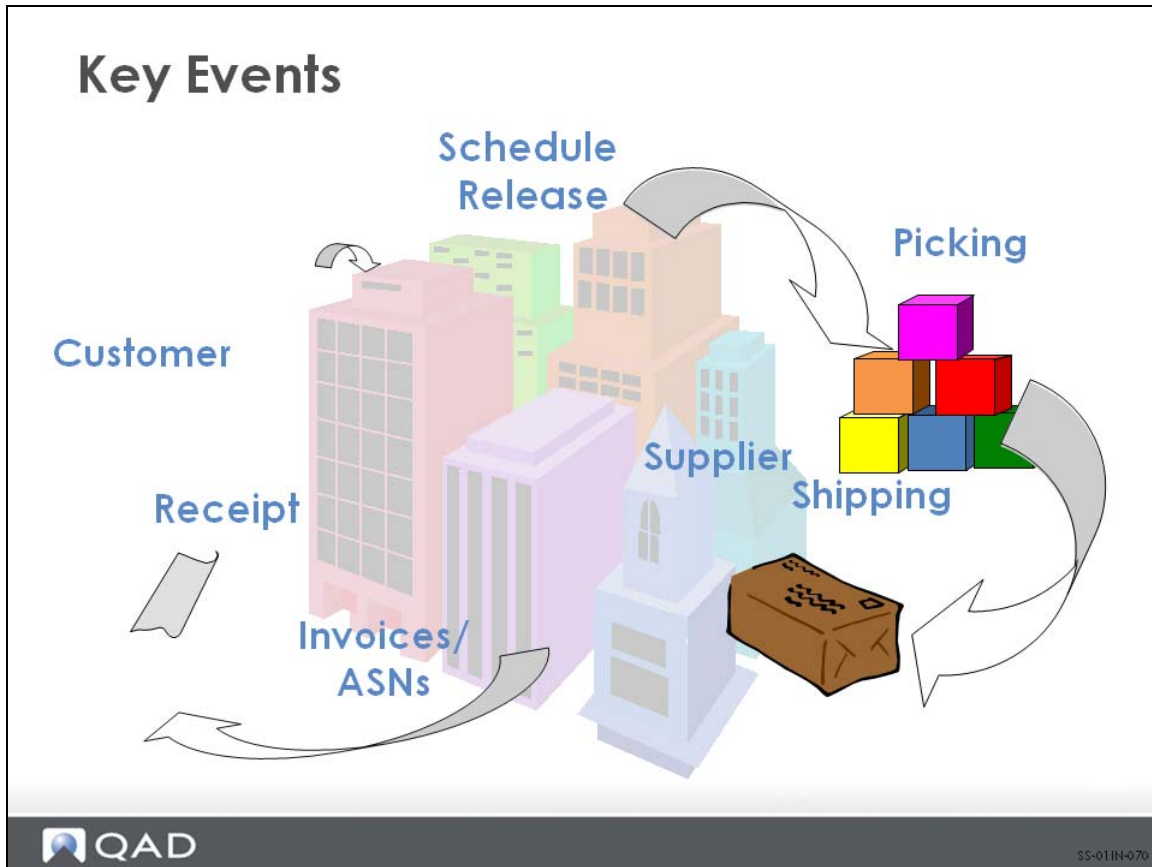 Key Events
Schedule
Release
Picking
Customer
Supplier
Shipping
Receipt
Invoices/
ASNs
QAD
SS-01IN-070